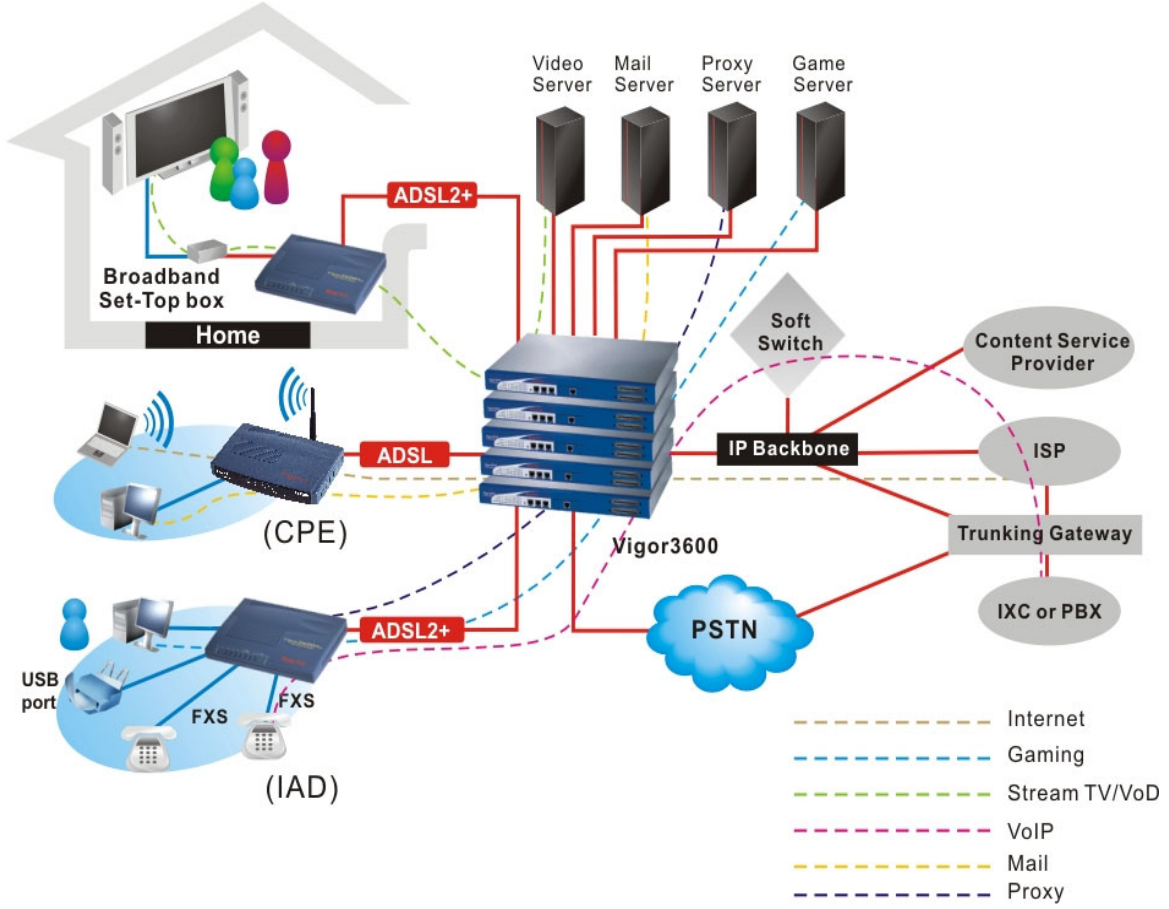 Video
Server
Mail
Server
Proxy
Server
Game
Server
ADSL2+
Broadband
Set-Top box
Home
Soft
Switch
Content Service
Provider
ADSL
IP Backbone
ISP
(CPE)
Vigor3600
Trunking Gateway
IXC or PBX
PSTN
ADSL2+
USB
port
FXS
FXS
(IAD)
Internet
Gaming
Stream TV/VoD
VoIP
Mail
Proxy